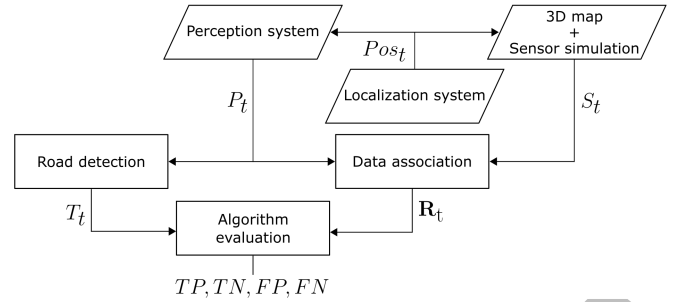 Perception system
3D map
+
Sensor simulation
Pos_t
Localization system
P_t
S_t
Road detection
Data association
T_t
R_t
Algorithm
evaluation
TP, TN, FP, FN